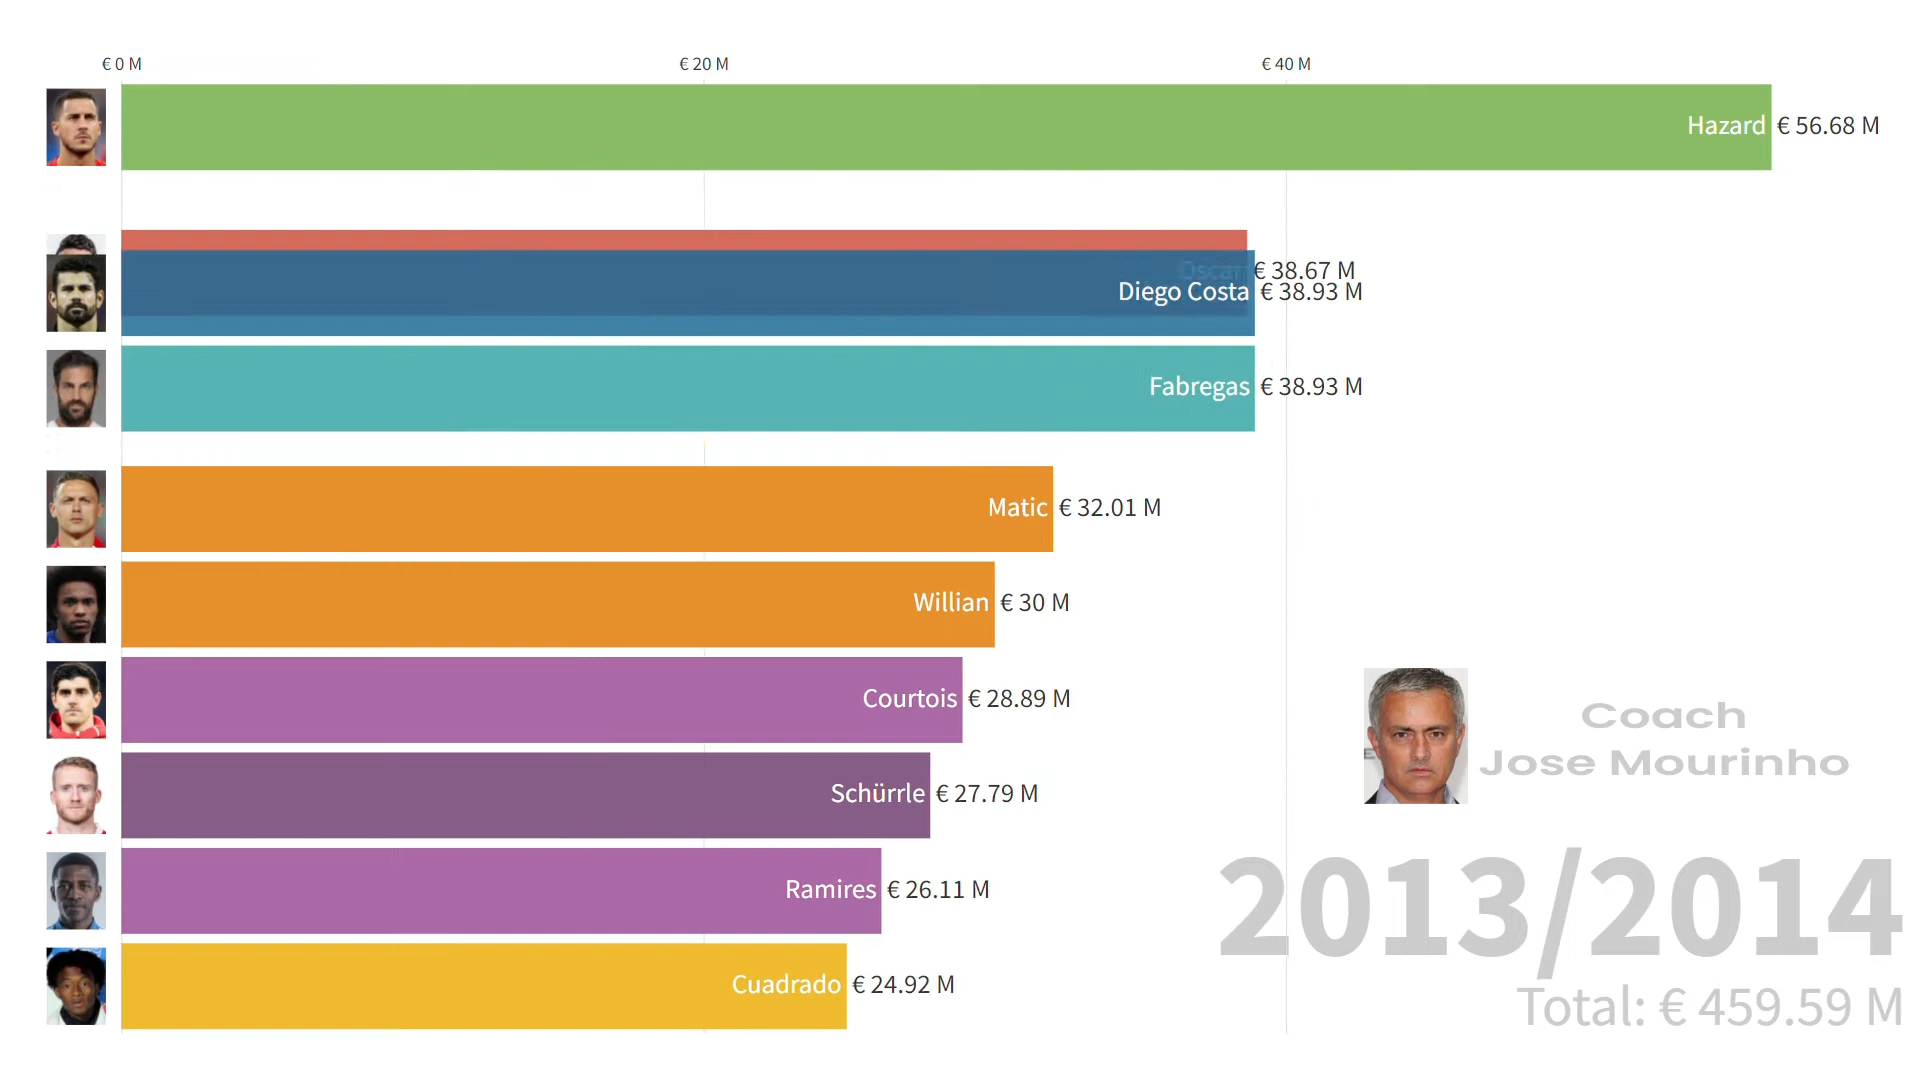 € 0 M € 20 M € 40 M
Hazard € 56.68 M
Oscar € 38.67 M
Diego Costa € 38.93 M
Fabregas € 38.93 M
Matic € 32.01 M
Willian € 30 M
Courtois € 28.89 M
Schürrle € 27.79 M
Ramires € 26.11 M
Cuadrado € 24.92 M
Coach
Jose Mourinho
2013/2014
Total: € 459.59 M